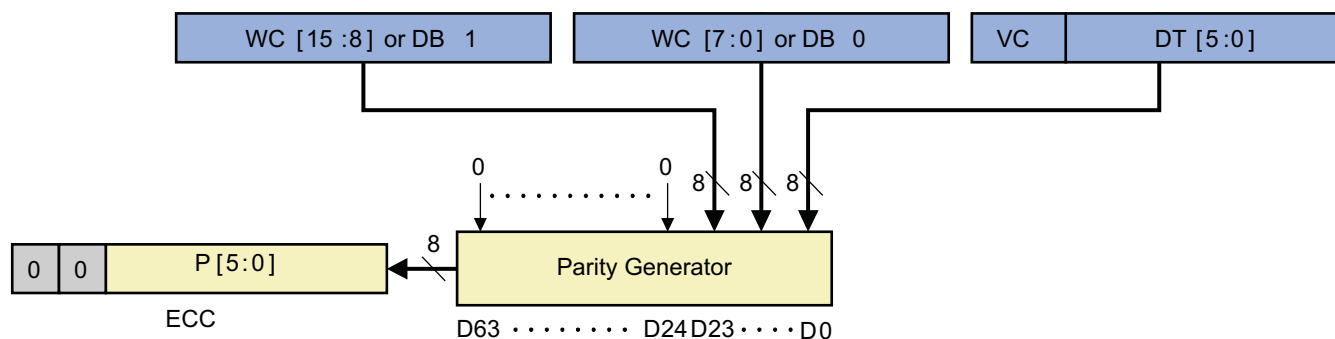 WC [15:8] or DB 1
WC [7:0] or DB 0
VC
DT [5:0]
0
0
8
8
8
0
0
P [5:0]
8
Parity Generator
ECC
D63 · · · · · · · · D24 D23 · · · · D0